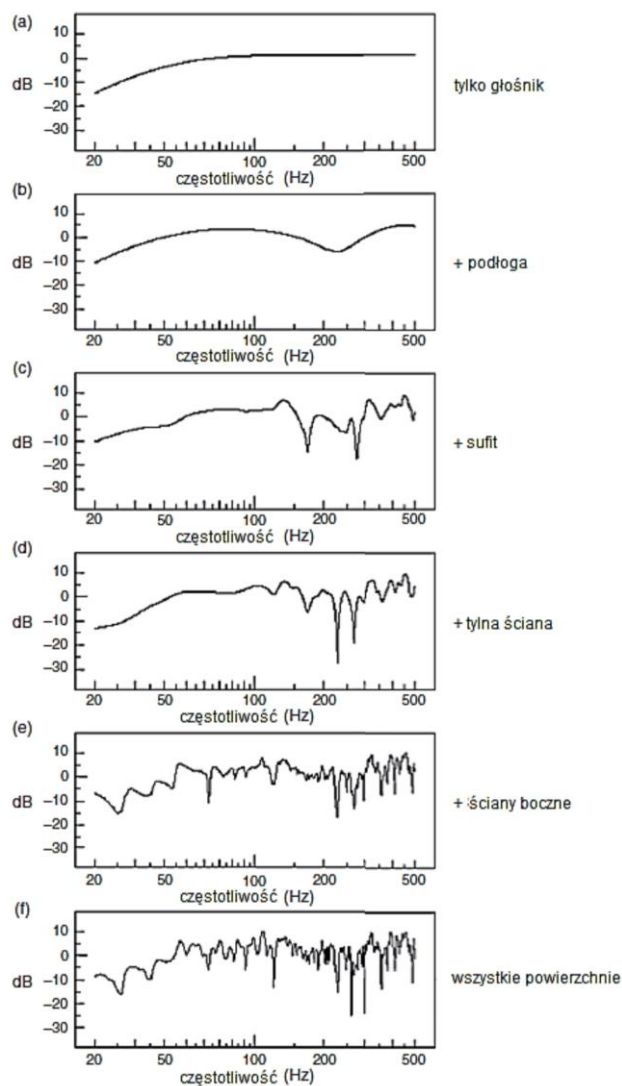 (a)
10
0
dB -10 tylko głośnik
-20
-30
20 50 100 200 500
częstotliwość (Hz)
(b)
10
0
dB -10 + podłoga
-20
-30
20 50 100 200 500
częstotliwość (Hz)
(c)
10
0
dB -10 + sufit
-20
-30
20 50 100 200 500
częstotliwość (Hz)
(d)
10
0
dB -10 + tylna ściana
-20
-30
20 50 100 200 500
częstotliwość (Hz)
(e)
10
0
dB -10 + ściany boczne
-20
-30
20 50 100 200 500
częstotliwość (Hz)
(f)
10
0
dB -10 wszystkie powierzchnie
-20
-30
20 50 100 200 500
częstotliwość (Hz)